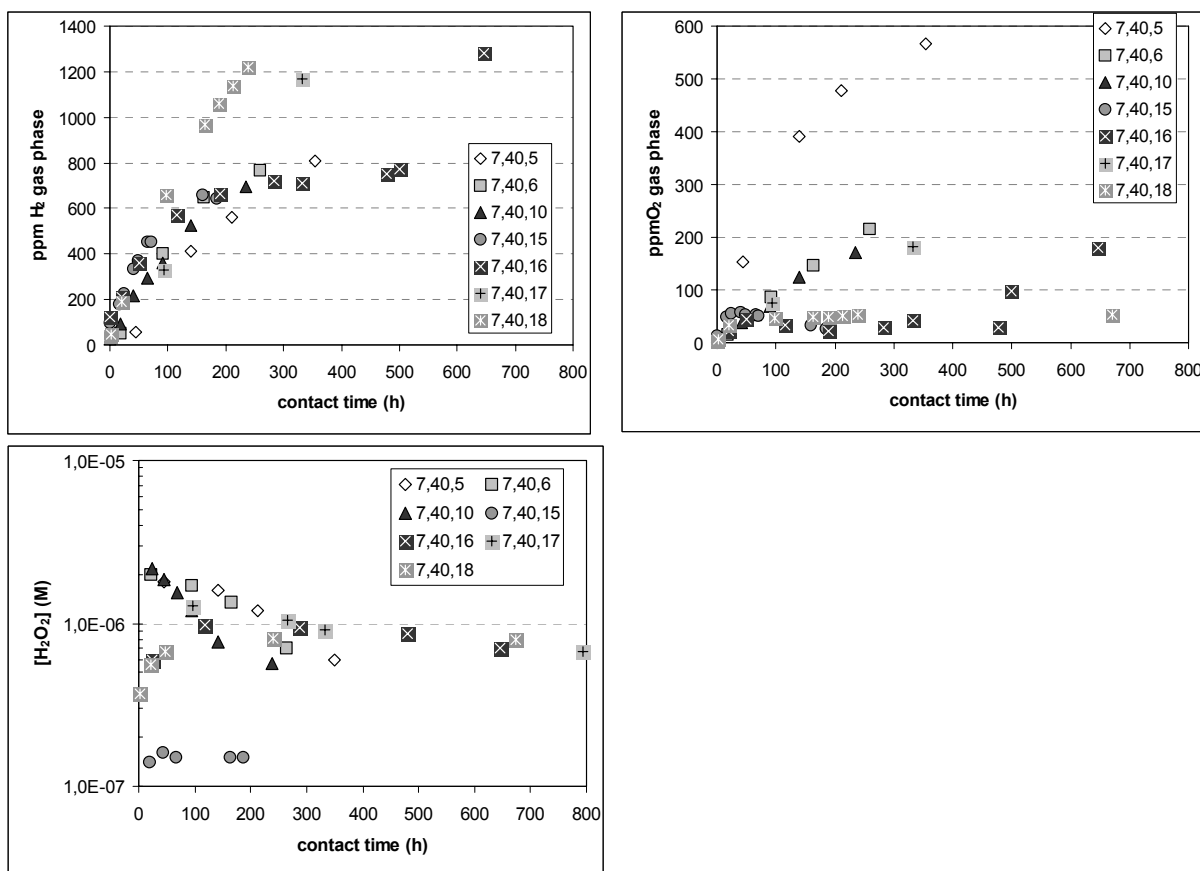 ppm H₂ gas phase
1400
1200
1000
800
600
400
200
0
0 100 200 300 400 500 600 700 800
contact time (h)
7,40,5
7,40,6
7,40,10
7,40,15
7,40,16
7,40,17
7,40,18
ppmO₂ gas phase
600
500
400
300
200
100
0
0 100 200 300 400 500 600 700 800
contact time (h)
7,40,5
7,40,6
7,40,10
7,40,15
7,40,16
7,40,17
7,40,18
[H₂O₂] (M)
1,0E-05
1,0E-06
1,0E-07
0 100 200 300 400 500 600 700 800
contact time (h)
7,40,5 7,40,6
7,40,10 7,40,15
7,40,16 7,40,17
7,40,18